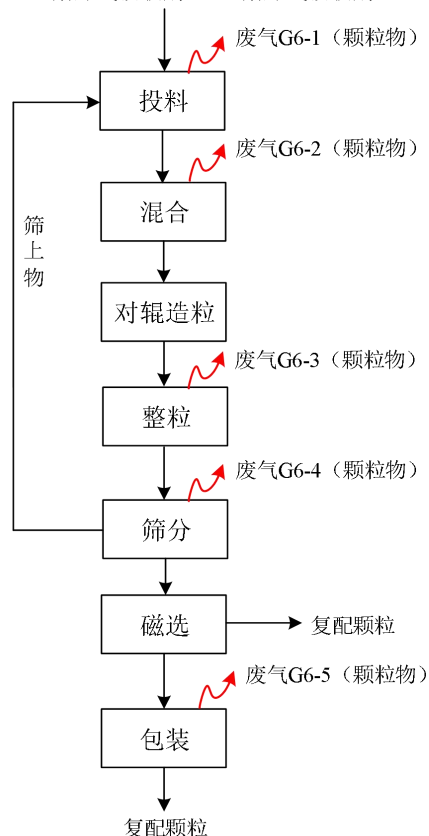 废气G6-1（颗粒物）
投料
废气G6-2（颗粒物）
混合
筛上物
对辊造粒
废气G6-3（颗粒物）
整粒
废气G6-4（颗粒物）
筛分
磁选
复配颗粒
废气G6-5（颗粒物）
包装
复配颗粒